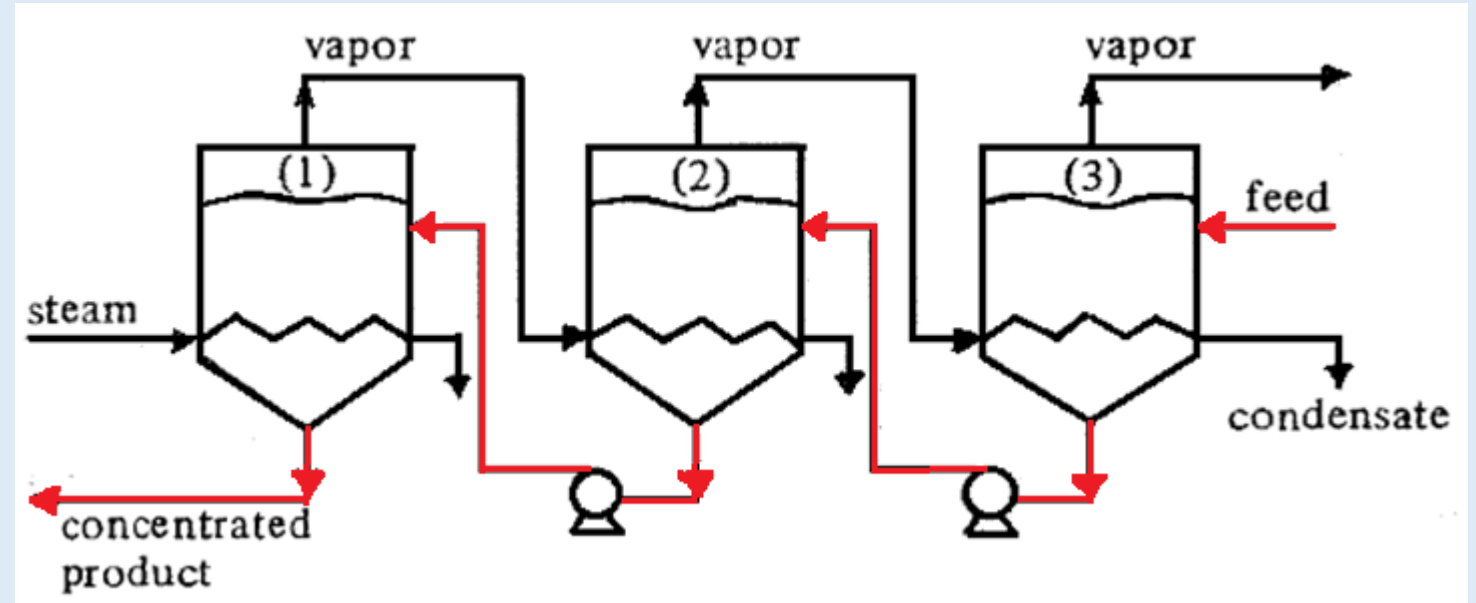 vapor
vapor
vapor
(1)
(2)
(3)
feed
steam
condensate
concentrated
product